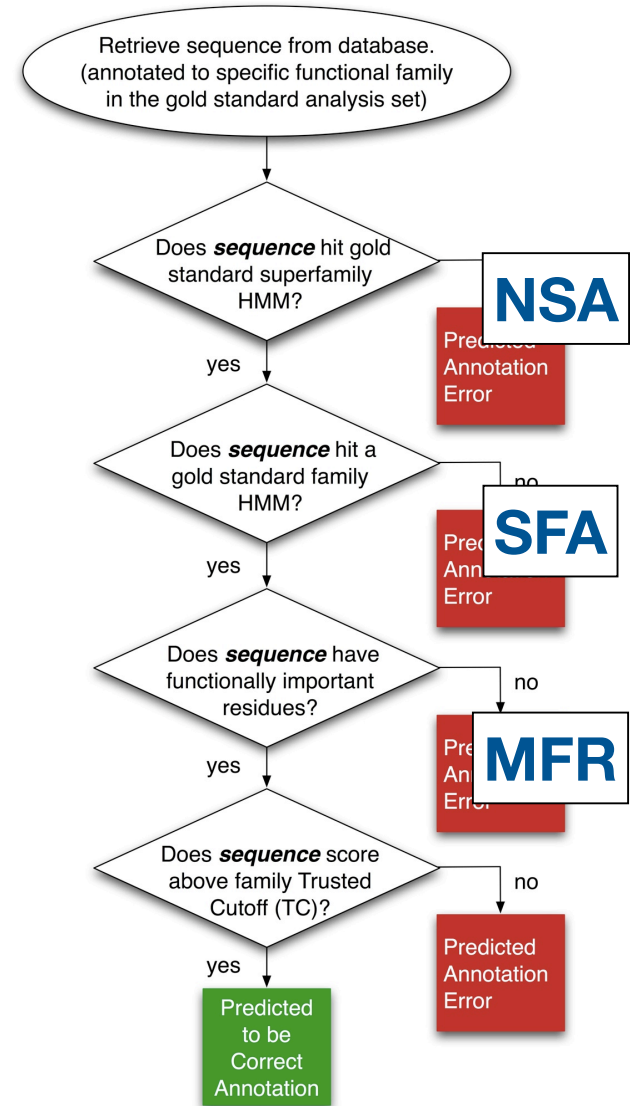 Retrieve sequence from database.
(annotated to specific functional family
in the gold standard analysis set)
Does sequence hit gold
standard superfamily
HMM?
NSA
Annotation
Error
yes
Does sequence hit a
gold standard family
HMM?
no
SFA
Error
yes
Does sequence have
functionally important
residues?
no
MFR
yes
Does sequence score
above family Trusted
Cutoff (TC)?
no
Predicted
Annotation
Error
yes
Predicted
to be
Correct
Annotation